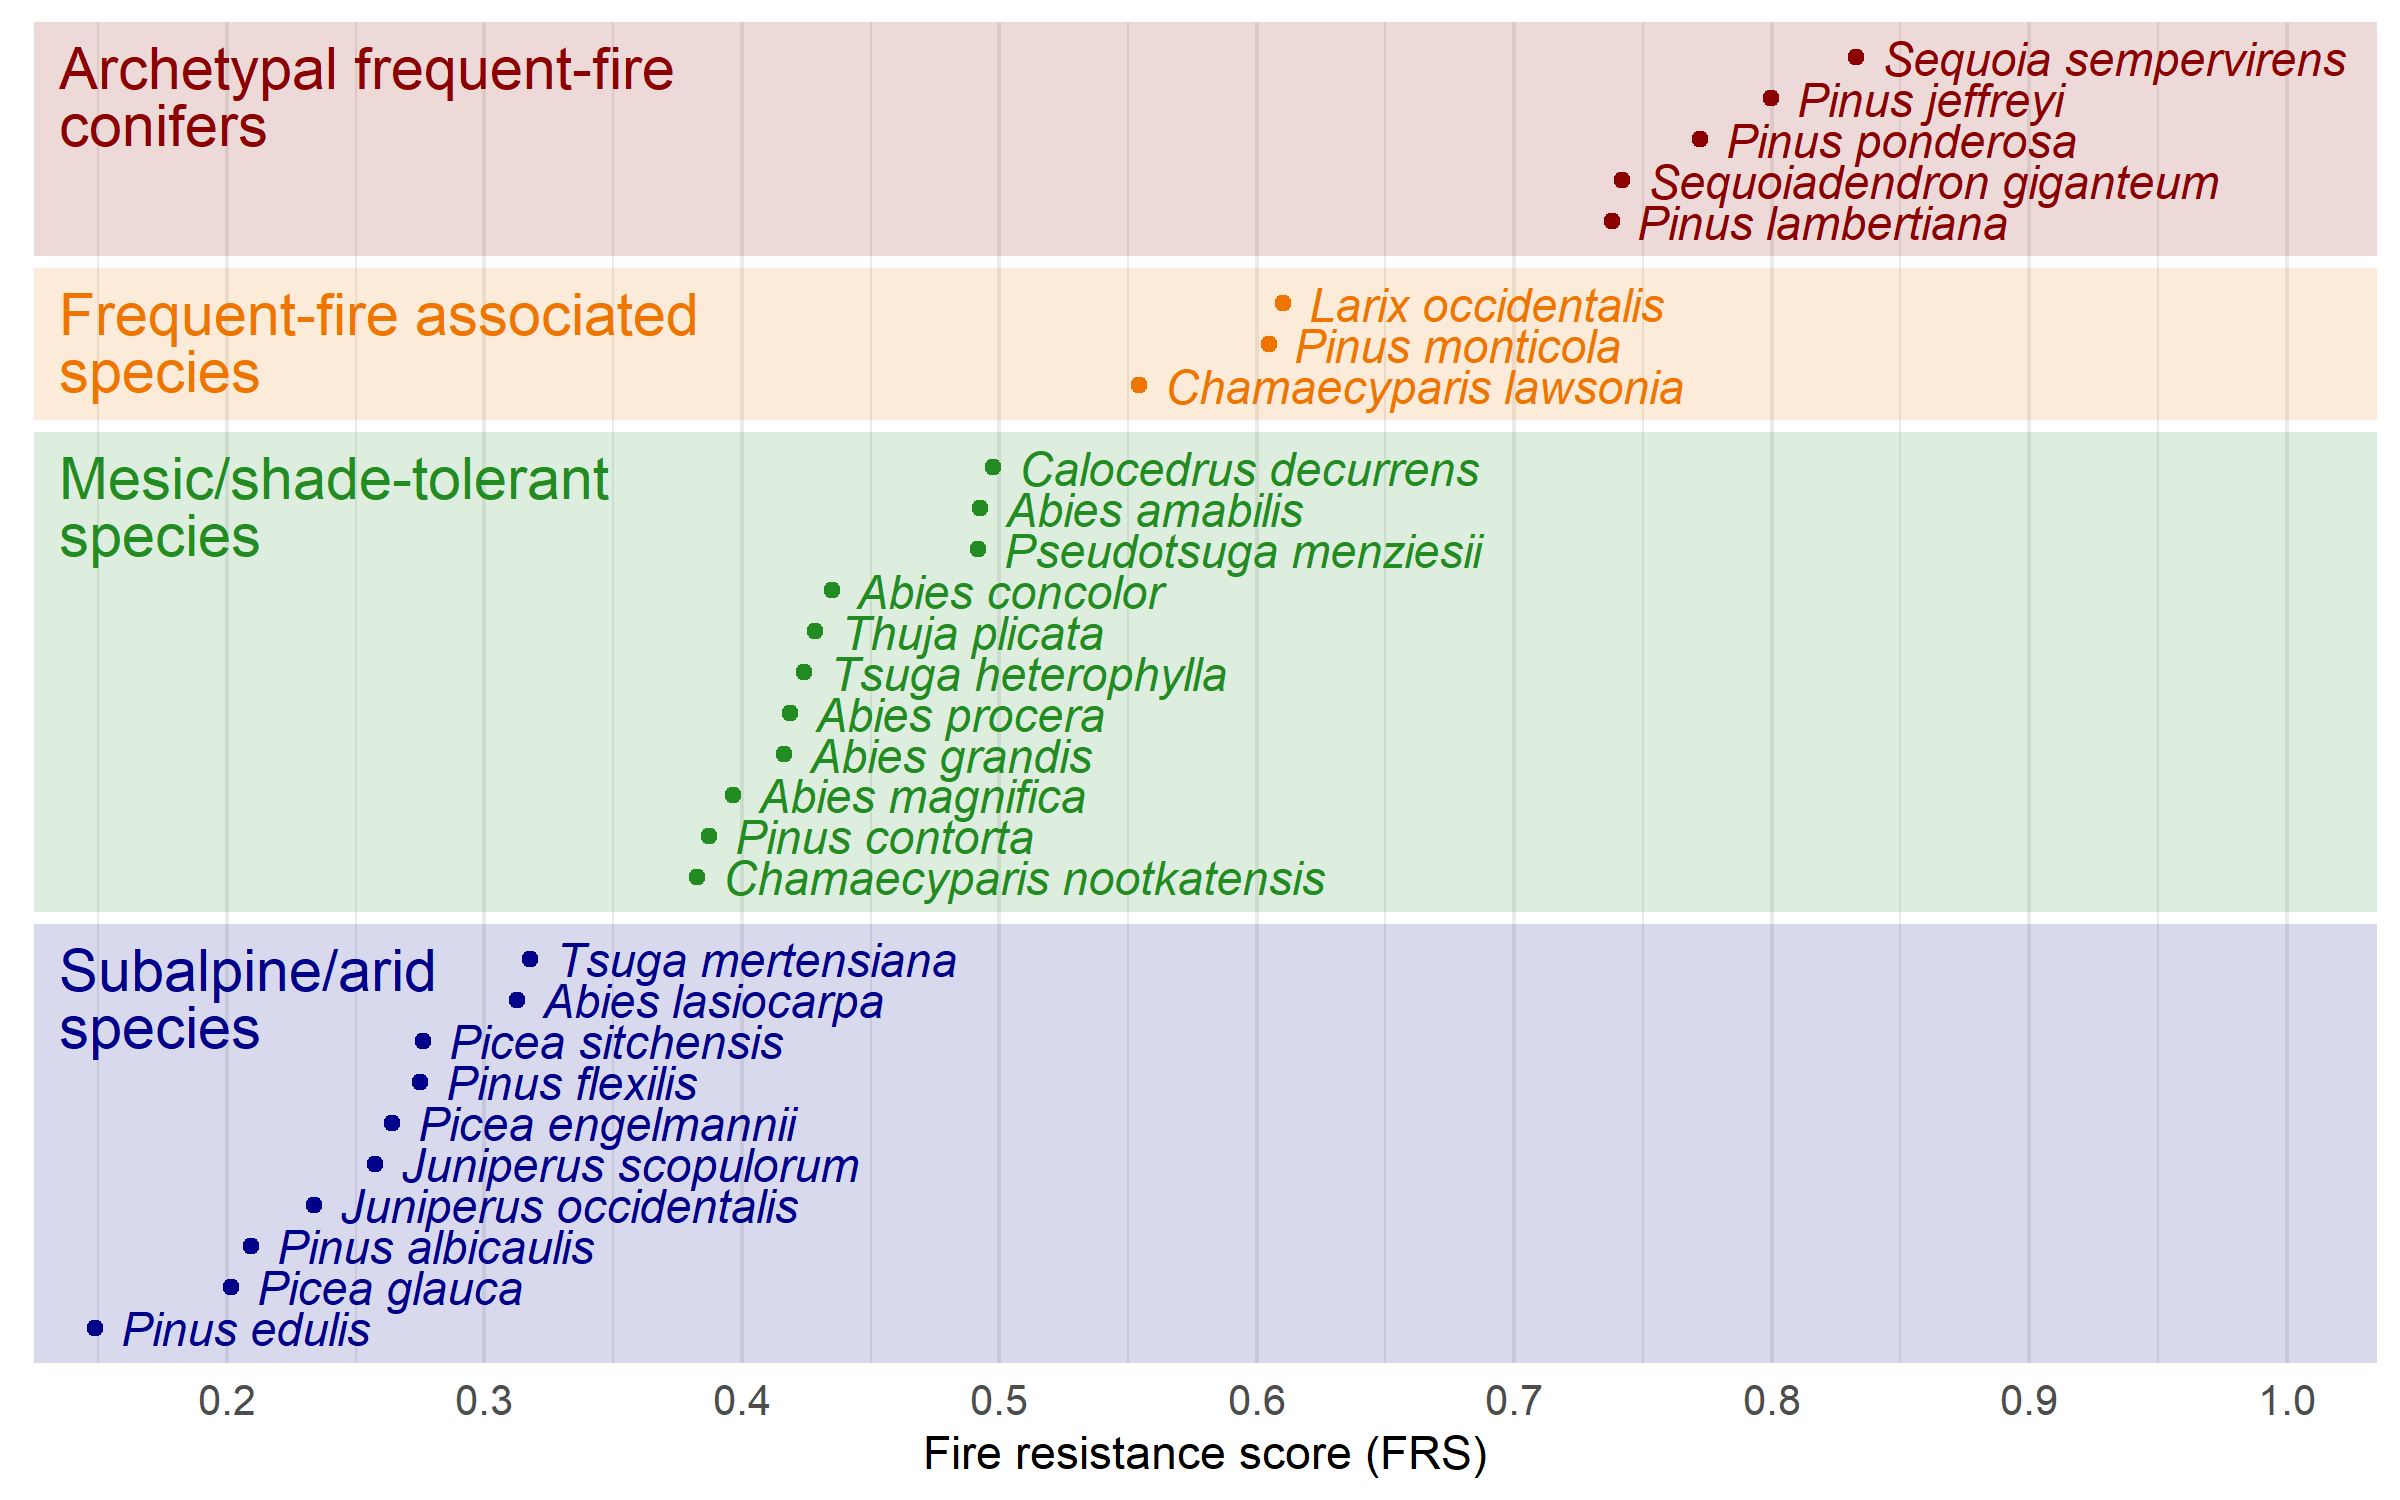 Archetypal frequent-fire
conifers
Sequoia sempervirens
Pinus jeffreyi
Pinus ponderosa
Sequoiadendron giganteum
Pinus lambertiana
Frequent-fire associated
species
Larix occidentalis
Pinus monticola
Chamaecyparis lawsonia
Mesic/shade-tolerant
species
Calocedrus decurrens
Abies amabilis
Pseudotsuga menziesii
Abies concolor
Thuja plicata
Tsuga heterophylla
Abies procera
Abies grandis
Abies magnifica
Pinus contorta
Chamaecyparis nootkatensis
Subalpine/arid
species
Tsuga mertensiana
Abies lasiocarpa
Picea sitchensis
Pinus flexilis
Picea engelmannii
Juniperus scopulorum
Juniperus occidentalis
Pinus albicaulis
Picea glauca
Pinus edulis
0.2 0.3 0.4 0.5 0.6 0.7 0.8 0.9 1.0
Fire resistance score (FRS)